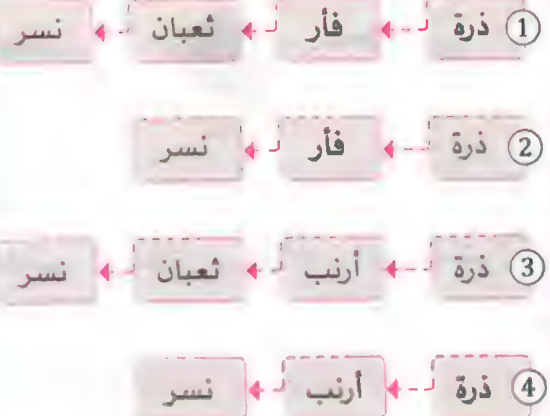 ① ذرة فأر ثعبان نسر
② ذرة فأر نسر
③ ذرة أرنب ثعبان نسر
④ ذرة أرنب نسر